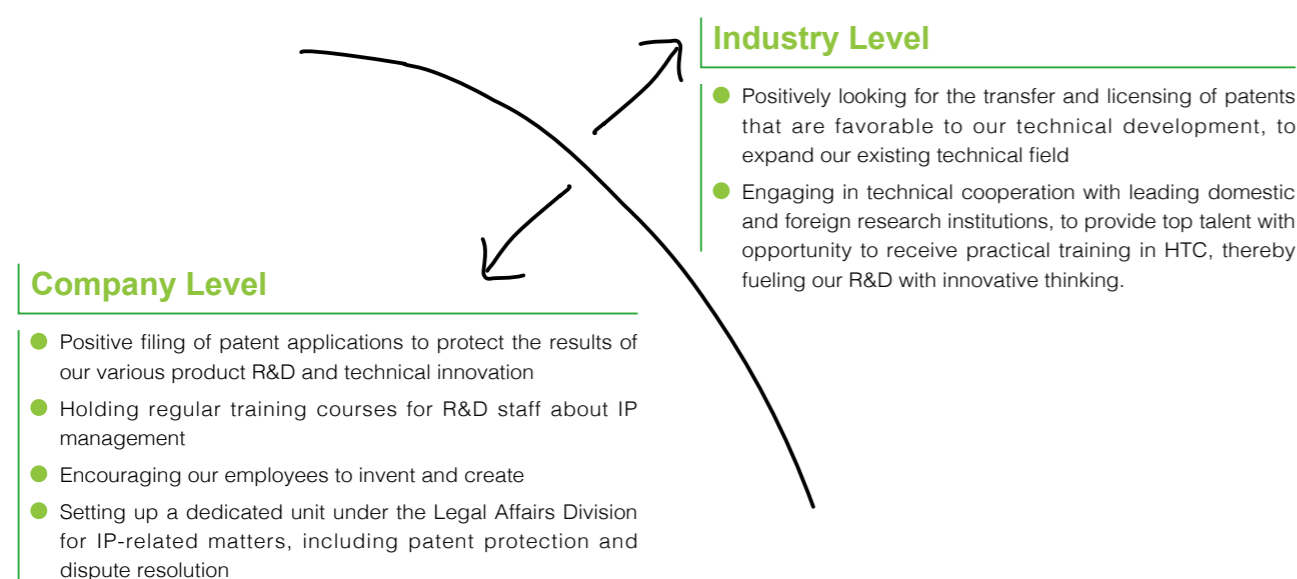 Industry Level
Positively looking for the transfer and licensing of patents
that are favorable to our technical development, to
expand our existing technical field
Engaging in technical cooperation with leading domestic
and foreign research institutions, to provide top talent with
opportunity to receive practical training in HTC, thereby
fueling our R&D with innovative thinking.
Company Level
Positive filing of patent applications to protect the results of
our various product R&D and technical innovation
Holding regular training courses for R&D staff about IP
management
Encouraging our employees to invent and create
Setting up a dedicated unit under the Legal Affairs Division
for IP-related matters, including patent protection and
dispute resolution